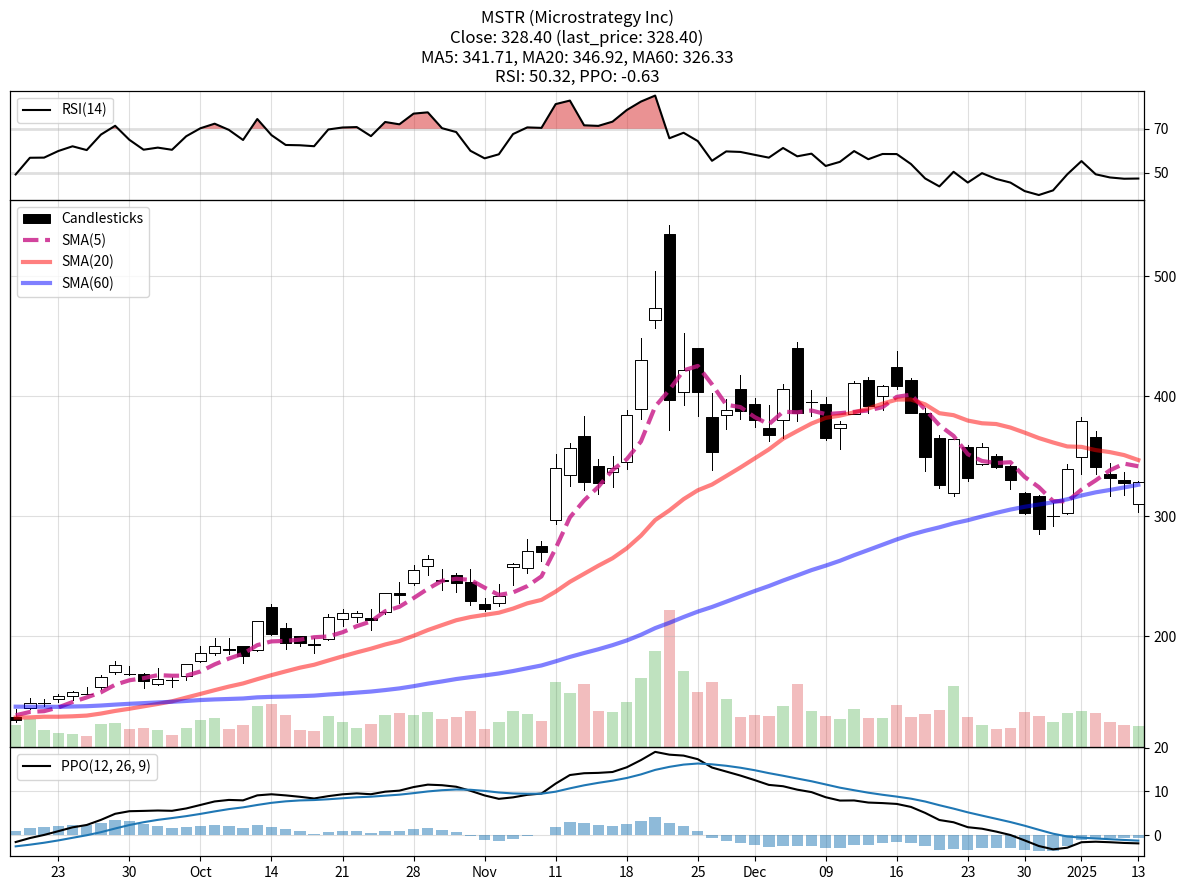 MSTR (Microstrategy Inc)
Close: 328.40 (last_price: 328.40)
MA5: 341.71, MA20: 346.92, MA60: 326.33
RSI: 50.32, PPO: -0.63
RSI(14)
70
50
Candlesticks
SMA(5)
SMA(20)
SMA(60)
500
400
300
200
PPO(12, 26, 9)
20
10
0
23 30 Oct 14 21 28 Nov 11 18 25 Dec 09 16 23 30 2025 13